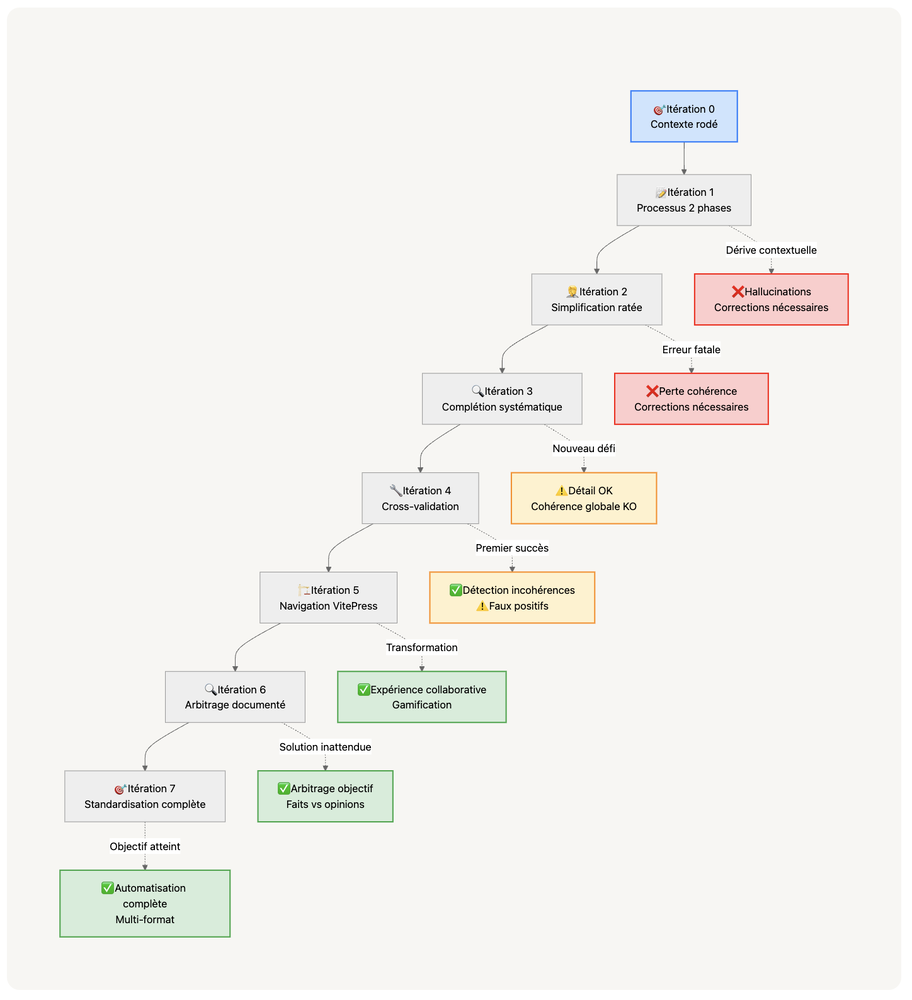 🎯Itération 0
Contexte rodé
📝Itération 1
Processus 2 phases
Dérive contextuelle
🤦Itération 2
Simplification ratée
❌Hallucinations
Corrections nécessaires
Erreur fatale
🔍Itération 3
Complétion systématique
❌Perte cohérence
Corrections nécessaires
Nouveau défi
🔧Itération 4
Cross-validation
⚠️Détail OK
Cohérence globale KO
Premier succès
🏗️Itération 5
Navigation VitePress
✅Détection incohérences
⚠️Faux positifs
Transformation
🔍Itération 6
Arbitrage documenté
✅Expérience collaborative
Gamification
Solution inattendue
🎯Itération 7
Standardisation complète
✅Arbitrage objectif
Faits vs opinions
Objectif atteint
✅Automatisation
complète
Multi-format